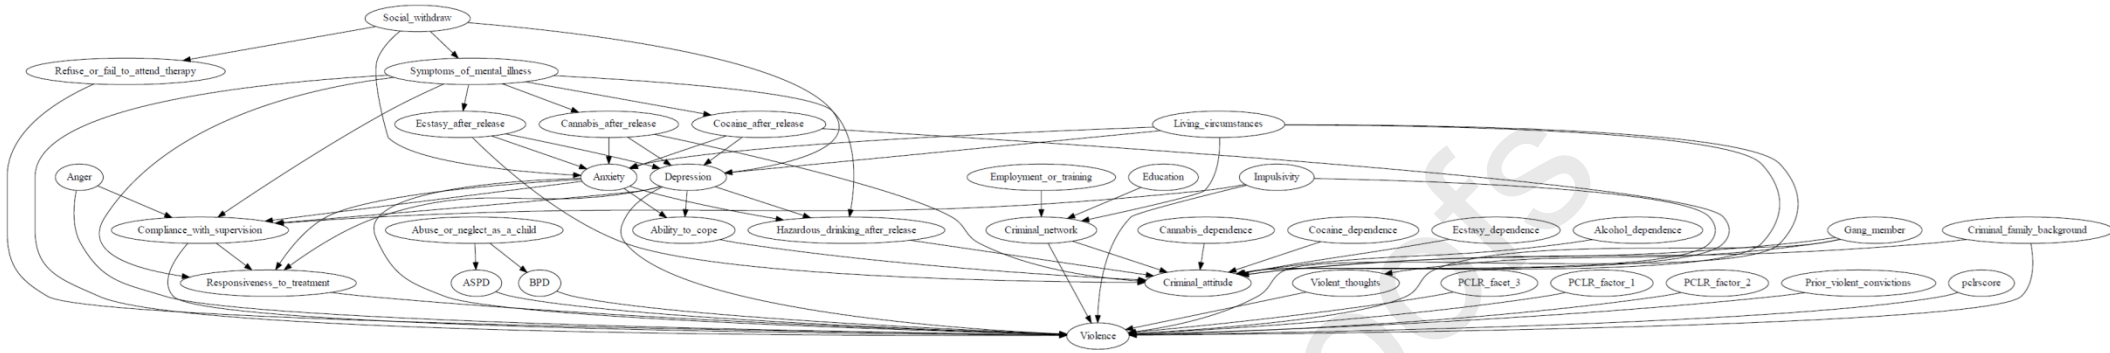 Social_withdraw
Refuse_or_fail_to_attend_therapy
Symptoms_of_mental_illness
Ecstasy_after_release
Cannabis_after_release
Cocaine_after_release
Living_circumstances
Anger
Anxiety
Depression
Employment_or_training
Education
Impulsivity
Compliance_with_supervision
Abuse_or_neglect_as_a_child
Ability_to_cope
Hazardous_drinking_after_release
Criminal_network
Cannabis_dependence
Cocaine_dependence
Ecstasy_dependence
Alcohol_dependence
Gang_member
Criminal_family_background
Responsiveness_to_treatment
ASPD
BPD
Criminal_attitude
Violent_thoughts
PCLR_facet_3
PCLR_factor_1
PCLR_factor_2
Prior_violent_convictions
pclrscore
Violence